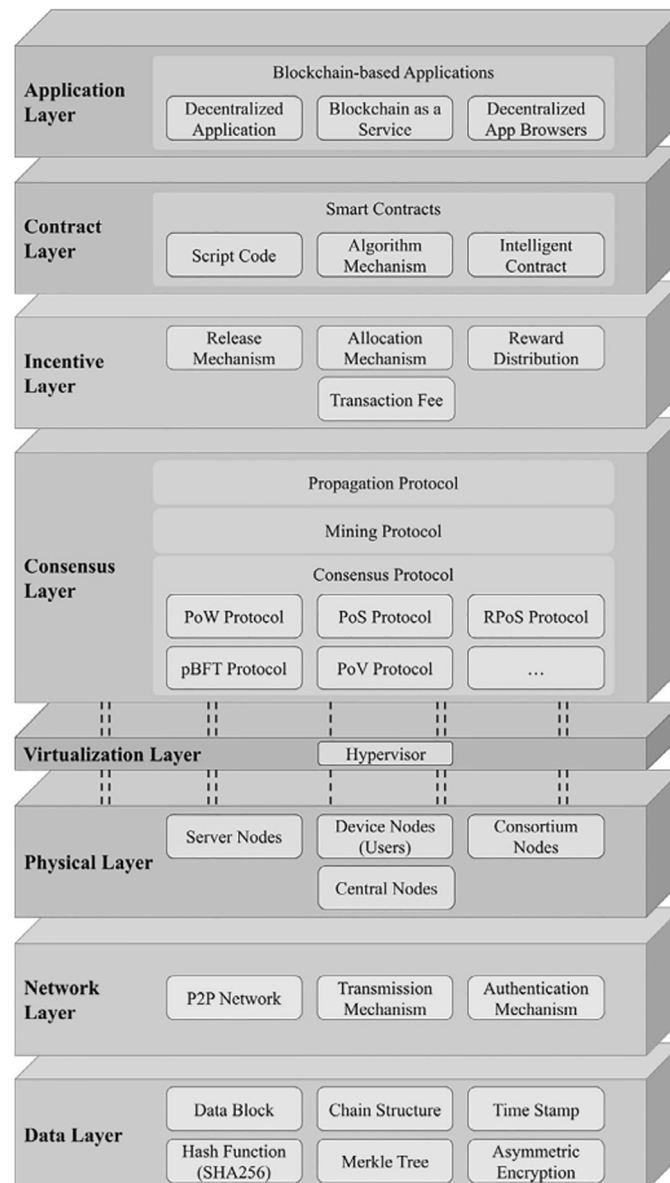 Application
Layer
Blockchain-based Applications
Decentralized
Application
Blockchain as a
Service
Decentralized
App Browsers
Contract
Layer
Smart Contracts
Script Code
Algorithm
Mechanism
Intelligent
Contract
Incentive
Layer
Release
Mechanism
Allocation
Mechanism
Reward
Distribution
Transaction Fee
Consensus
Layer
Propagation Protocol
Mining Protocol
Consensus Protocol
PoW Protocol
PoS Protocol
RPoS Protocol
pBFT Protocol
PoV Protocol
…
Virtualization Layer
Hypervisor
Physical Layer
Server Nodes
Device Nodes
(Users)
Consortium
Nodes
Central Nodes
Network
Layer
P2P Network
Transmission
Mechanism
Authentication
Mechanism
Data Layer
Data Block
Chain Structure
Time Stamp
Hash Function
(SHA256)
Merkle Tree
Asymmetric
Encryption